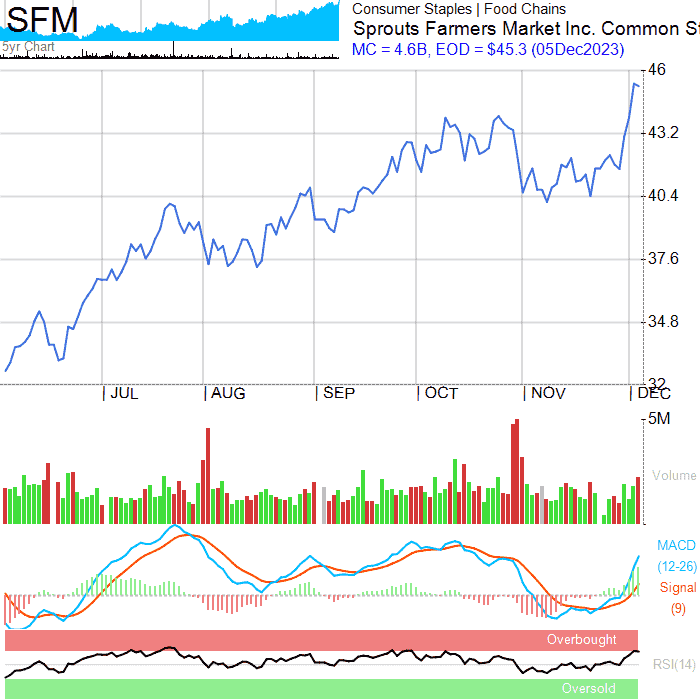 SFM
Consumer Staples | Food Chains
Sprouts Farmers Market Inc. Common St
5yr Chart
MC = 4.6B, EOD = $45.3 (05Dec2023)
46
43.2
40.4
37.6
34.8
32
| JUL | AUG | SEP | OCT | NOV | DEC
5M
Volume
MACD
(12-26)
Signal
(9)
Overbought
RSI(14)
Oversold